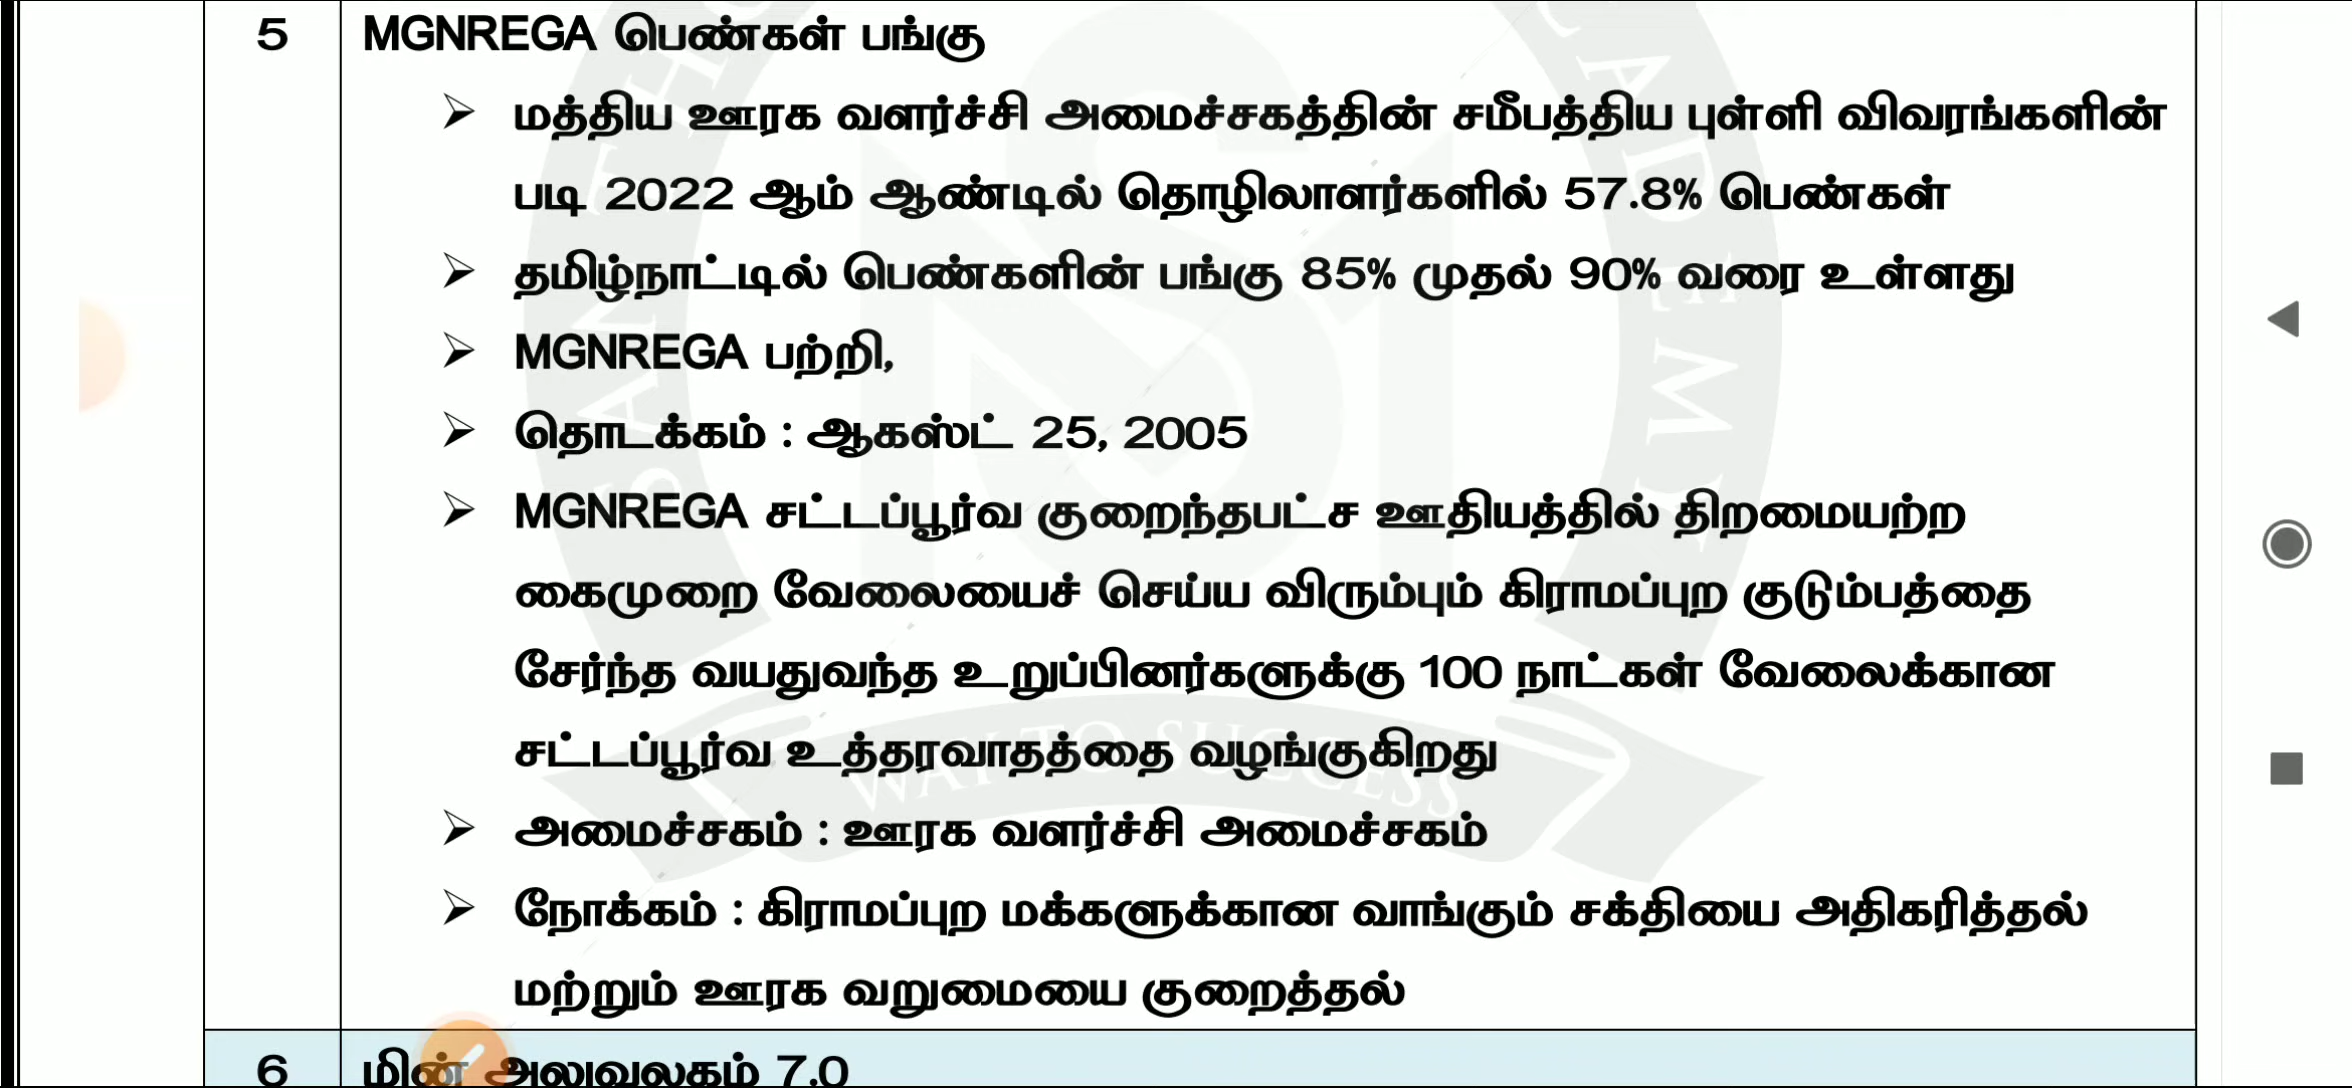 5 MGNREGA பெண்கள் பங்கு
➢ மத்திய ஊரக வளர்ச்சி அமைச்சகத்தின் சமீபத்திய புள்ளி விவரங்களின்
படி 2022 ஆம் ஆண்டில் தொழிலாளர்களில் 57.8% பெண்கள்
➢ தமிழ்நாட்டில் பெண்களின் பங்கு 85% முதல் 90% வரை உள்ளது
➢ MGNREGA பற்றி,
➢ தொடக்கம் : ஆகஸ்ட் 25, 2005
➢ MGNREGA சட்டப்பூர்வ குறைந்தபட்ச ஊதியத்தில் திறமையற்ற
கைமுறை வேலையைச் செய்ய விரும்பும் கிராமப்புற குடும்பத்தை
சேர்ந்த வயதுவந்த உறுப்பினர்களுக்கு 100 நாட்கள் வேலைக்கான
சட்டப்பூர்வ உத்தரவாதத்தை வழங்குகிறது
➢ அமைச்சகம் : ஊரக வளர்ச்சி அமைச்சகம்
➢ நோக்கம் : கிராமப்புற மக்களுக்கான வாங்கும் சக்தியை அதிகரித்தல்
மற்றும் ஊரக வறுமையை குறைத்தல்
6 மின் அலுவலகம் 7.0
WAY TO SUCCESS